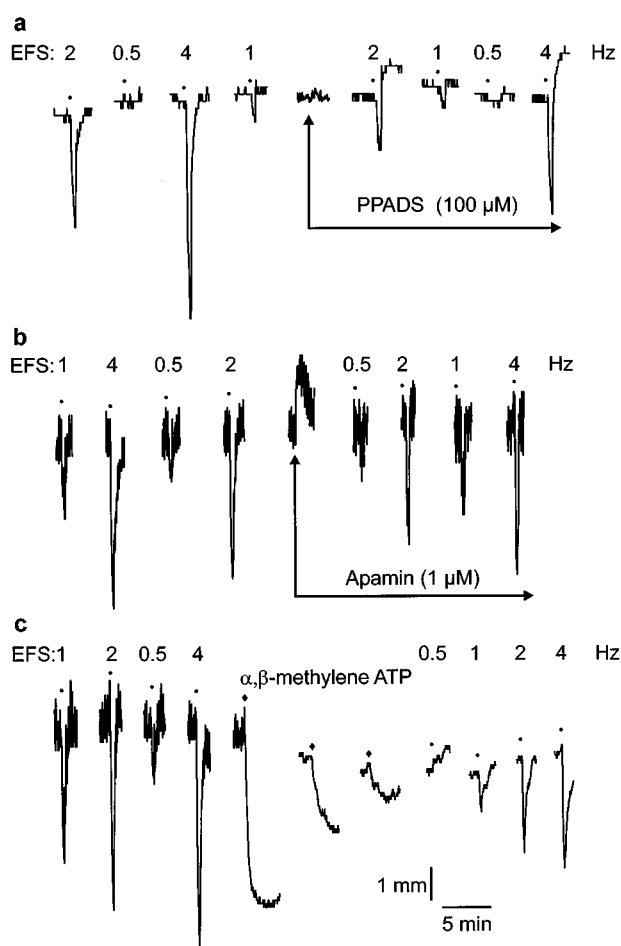 a
EFS: 2 0.5 4 1 2 1 0.5 4 Hz
PPADS (100 µM)
b
EFS: 1 4 0.5 2 0.5 2 1 4 Hz
Apamin (1 µM)
c
EFS: 1 2 0.5 4 0.5 1 2 4 Hz
α,β-methylene ATP
1 mm
5 min